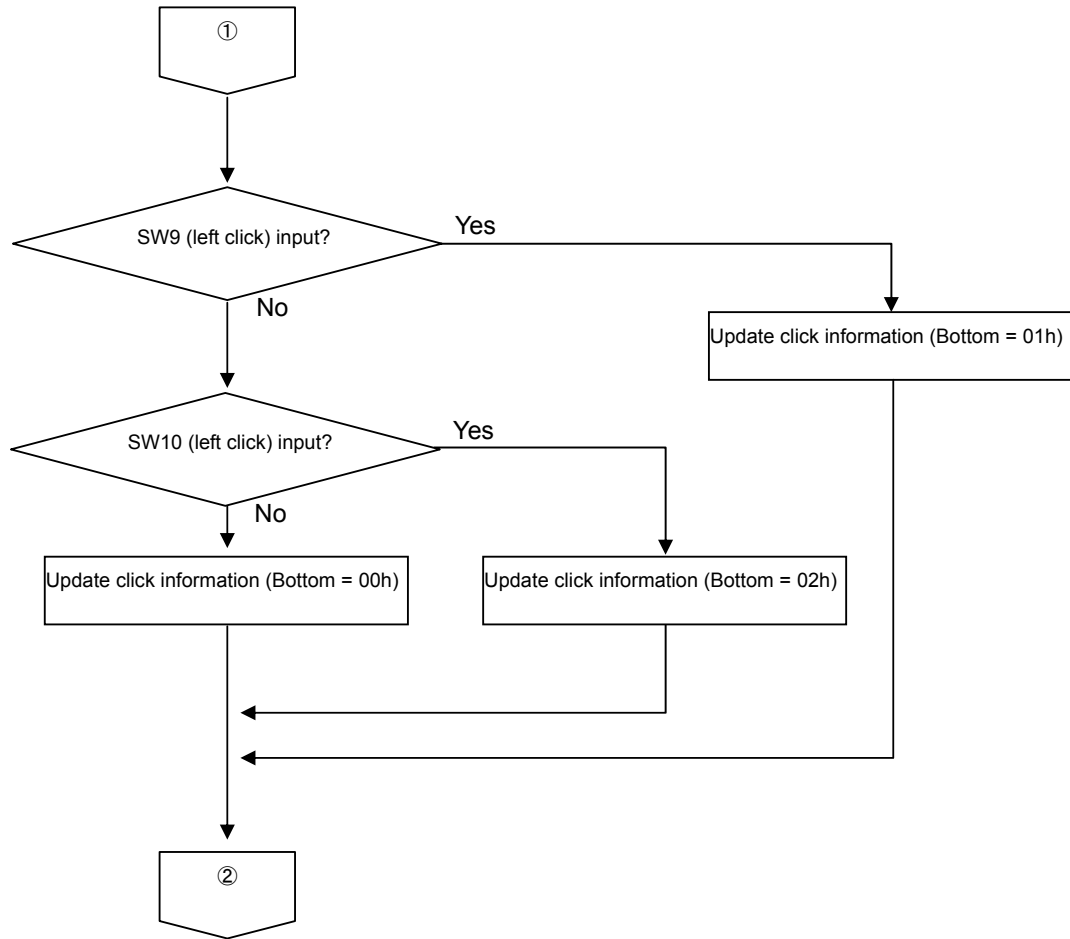 ①
SW9 (left click) input?
Yes
No
Update click information (Bottom = 01h)
SW10 (left click) input?
Yes
No
Update click information (Bottom = 00h)
Update click information (Bottom = 02h)
②